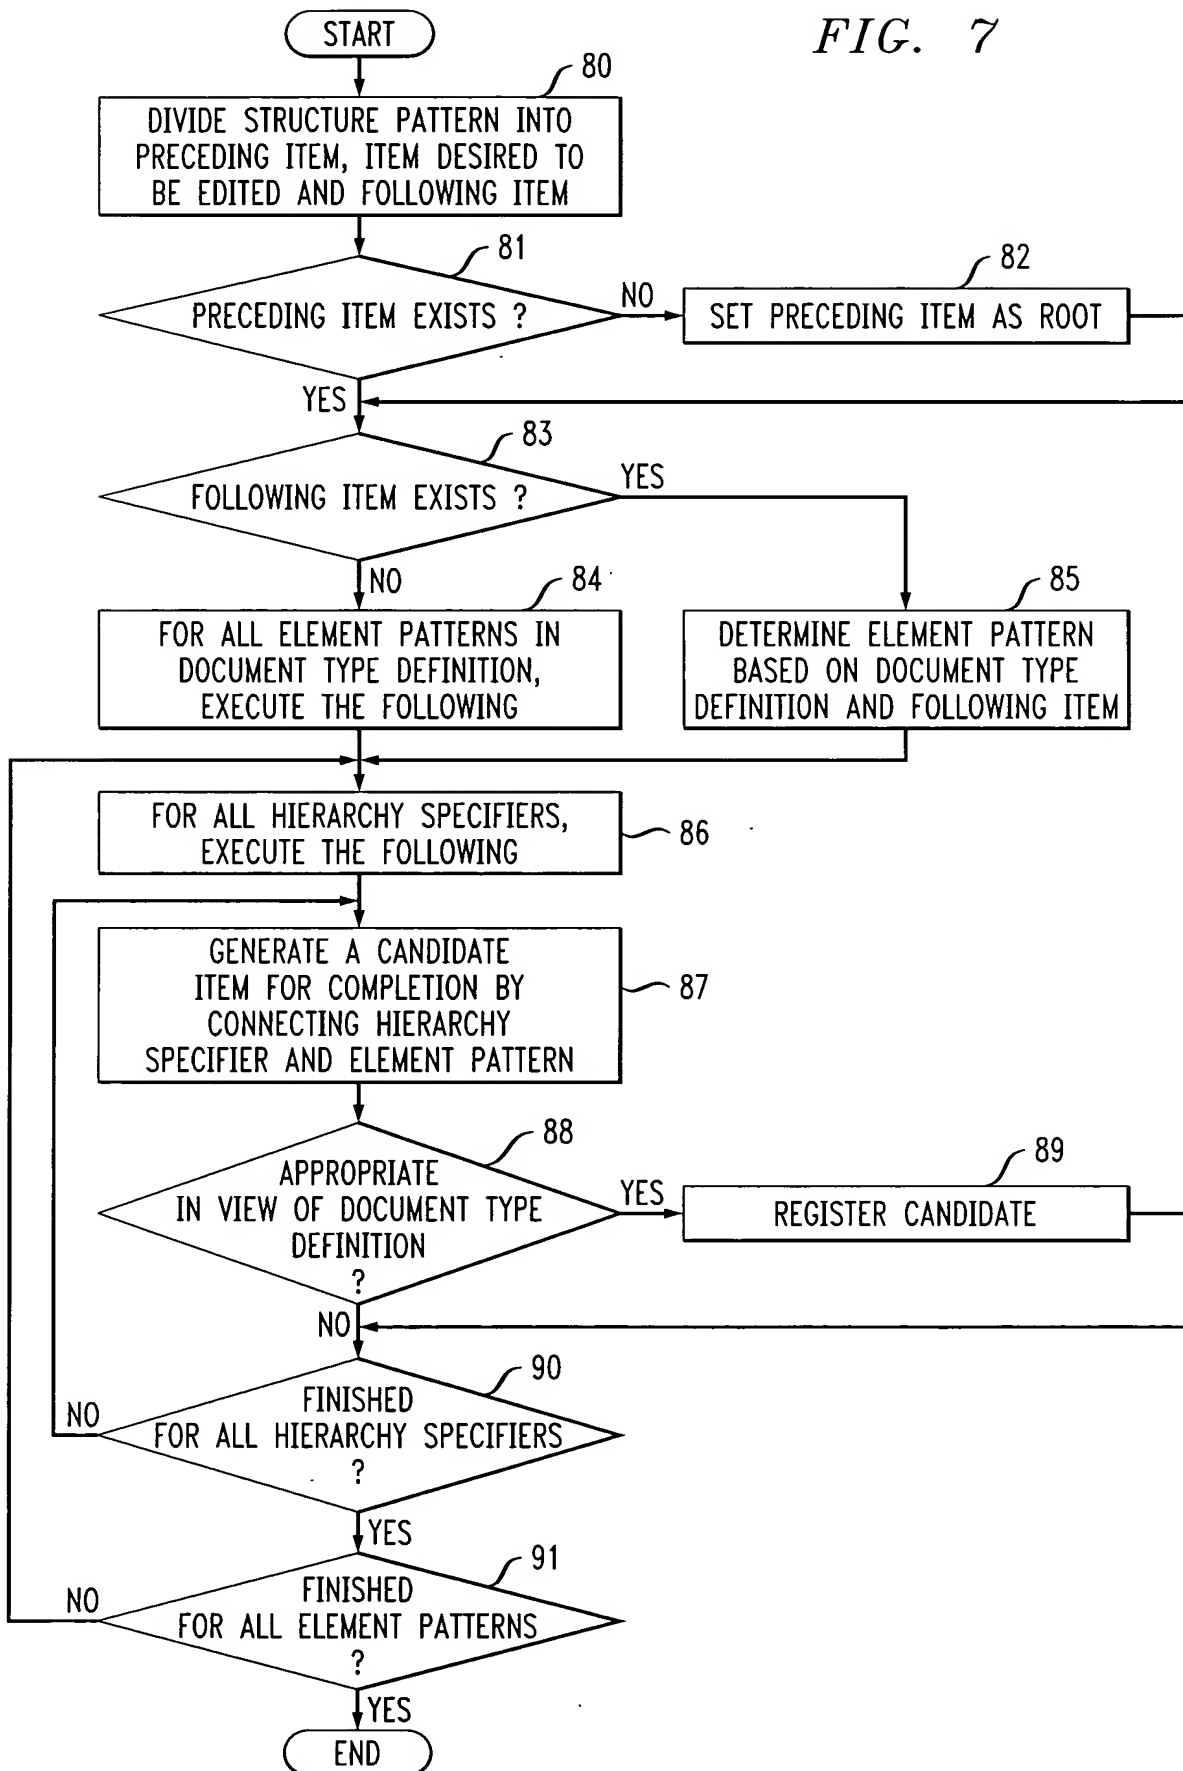 FIG. 7
START
80
DIVIDE STRUCTURE PATTERN INTO
PRECEDING ITEM, ITEM DESIRED TO
BE EDITED AND FOLLOWING ITEM
81
PRECEDING ITEM EXISTS ?
NO
82
SET PRECEDING ITEM AS ROOT
YES
83
FOLLOWING ITEM EXISTS ?
YES
NO
84
FOR ALL ELEMENT PATTERNS IN
DOCUMENT TYPE DEFINITION,
EXECUTE THE FOLLOWING
85
DETERMINE ELEMENT PATTERN
BASED ON DOCUMENT TYPE
DEFINITION AND FOLLOWING ITEM
FOR ALL HIERARCHY SPECIFIERS,
EXECUTE THE FOLLOWING
86
GENERATE A CANDIDATE
ITEM FOR COMPLETION BY
CONNECTING HIERARCHY
SPECIFIER AND ELEMENT PATTERN
87
88
APPROPRIATE
IN VIEW OF DOCUMENT TYPE
DEFINITION
?
YES
89
REGISTER CANDIDATE
NO
90
FINISHED
FOR ALL HIERARCHY SPECIFIERS
?
NO
YES
91
FINISHED
FOR ALL ELEMENT PATTERNS
?
NO
YES
END